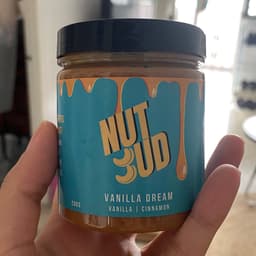 NUT
BUD
VANILLA DREAM
VANILLA | CINNAMON